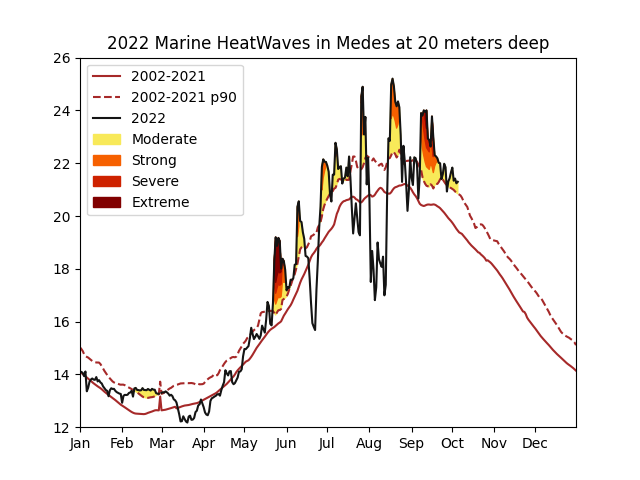 2022 Marine HeatWaves in Medes at 20 meters deep
26
24
22
20
18
16
14
12
2002-2021
2002-2021 p90
2022
Moderate
Strong
Severe
Extreme
Jan Feb Mar Apr May Jun Jul Aug Sep Oct Nov Dec